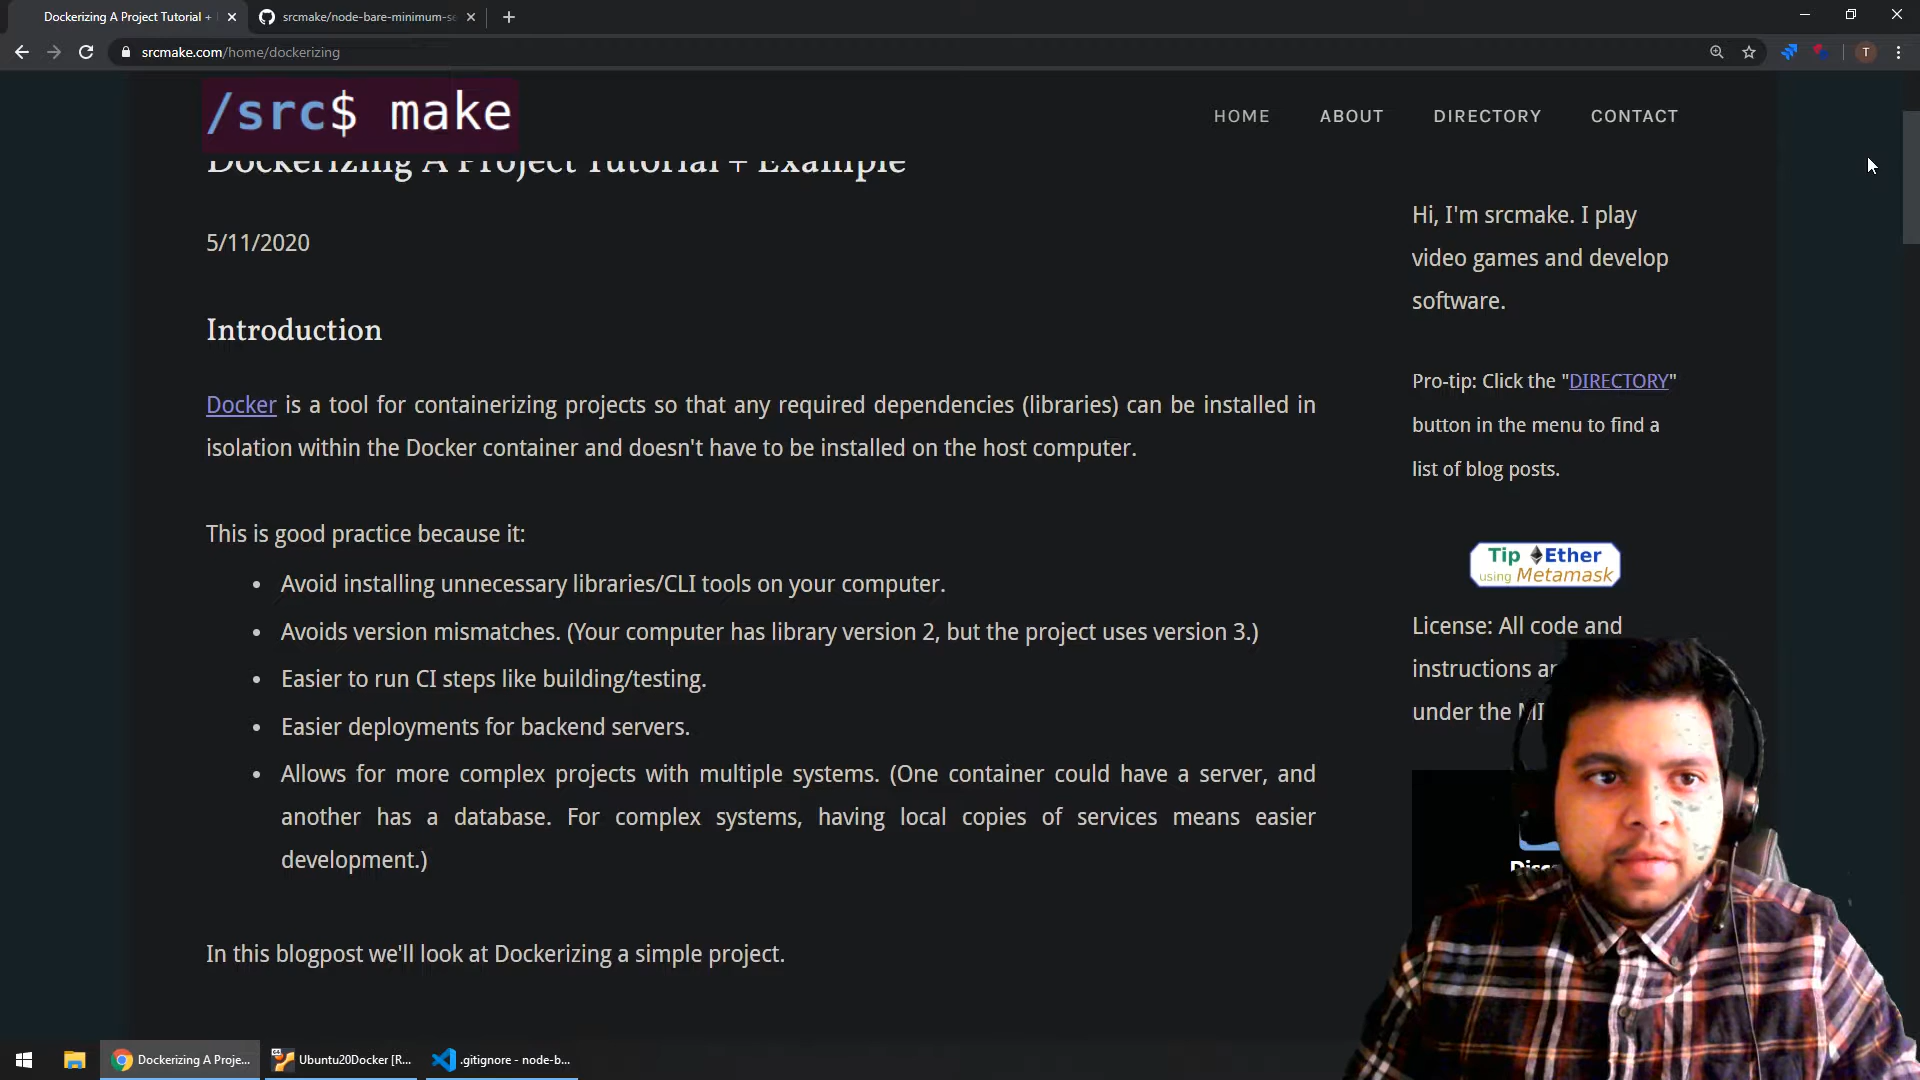 Dockerizing A Project Tutorial +
srcmake/node-bare-minimum-se
srcmake.com/home/dockerizing
T
/src$ make
HOME ABOUT DIRECTORY CONTACT
Dockerizing A Project Tutorial + Example
5/11/2020
Introduction
Docker is a tool for containerizing projects so that any required dependencies (libraries) can be installed in
isolation within the Docker container and doesn't have to be installed on the host computer.
This is good practice because it:
• Avoid installing unnecessary libraries/CLI tools on your computer.
• Avoids version mismatches. (Your computer has library version 2, but the project uses version 3.)
• Easier to run CI steps like building/testing.
• Easier deployments for backend servers.
• Allows for more complex projects with multiple systems. (One container could have a server, and
another has a database. For complex systems, having local copies of services means easier
development.)
In this blogpost we'll look at Dockerizing a simple project.
Hi, I'm srcmake. I play
video games and develop
software.
Pro-tip: Click the "DIRECTORY"
button in the menu to find a
list of blog posts.
Tip Ether
using Metamask
License: All code and
instructions
under the
Dockerizing A Proje...
Ubuntu20Docker [R...
.gitignore - node-b...